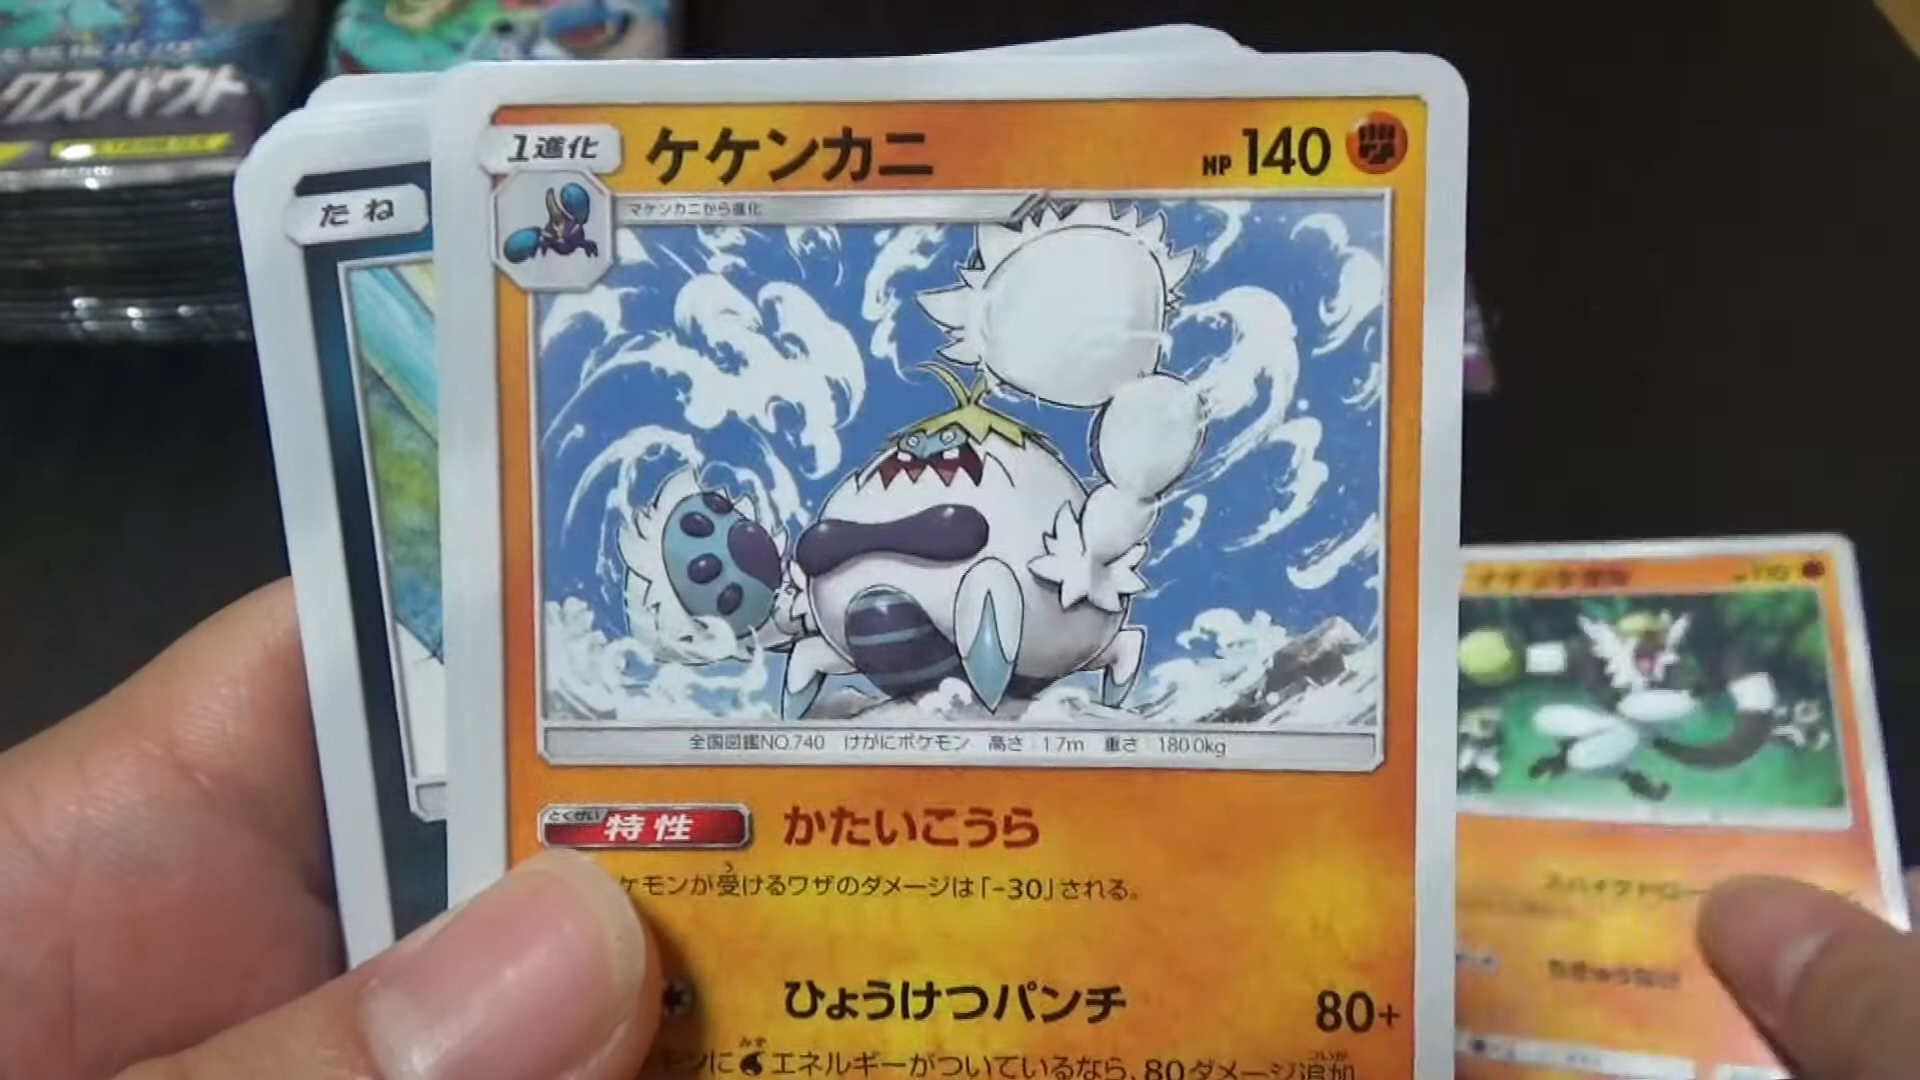 クスバウト
たね
1進化
ケケンカニ
HP 140
マケンカニから進化
全国図鑑NO.740 けがにポケモン 高さ:1.7m 重さ:180.0kg
とくせい
特性 かたいこうら
ケモンが受けるワザのダメージは「-30」される。
ひょうけつパンチ 80+
エネルギーがついているなら、80ダメージ追加